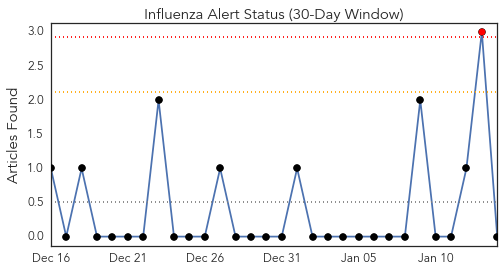 Influenza Alert Status (30-Day Window)
Articles Found
3.0
2.5
2.0
1.5
1.0
0.5
0.0
Dec 16
Dec 21
Dec 26
Dec 31
Jan 05
Jan 10